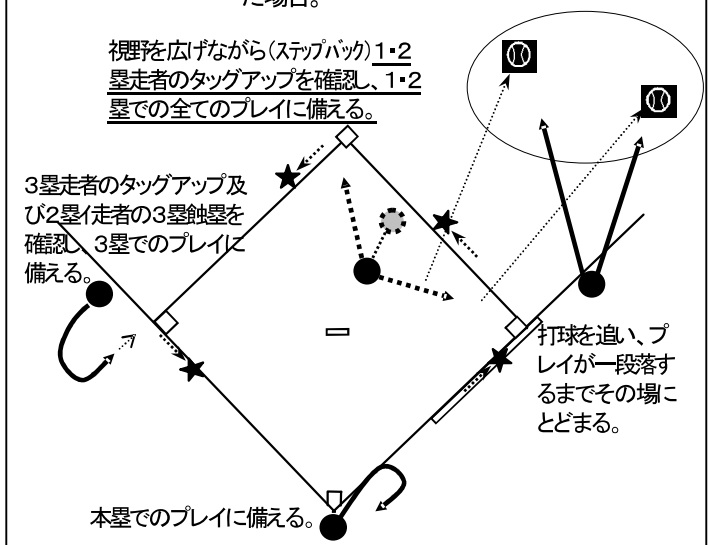 た場合。
視野を広げながら（ステップバック）1・2
塁走者のタッグアップを確認し、1・2
塁での全てのプレイに備える。
3塁走者のタッグアップ及
び2塁イ走者の3塁触塁を
確認し、3塁でのプレイに
備える。
打球を追い、プ
レイが一段落す
るまでその場に
とどまる。
本塁でのプレイに備える。